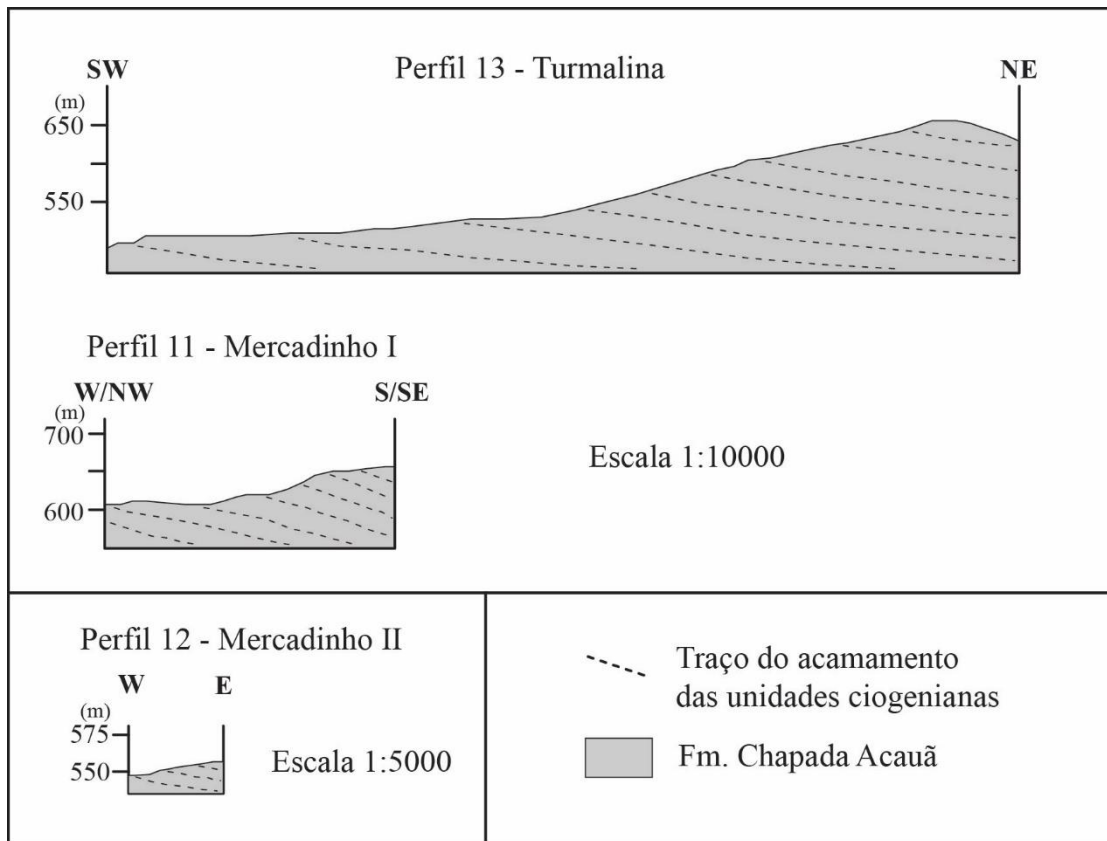 Perfil 13 - Turmalina
SW
NE
(m)
650
550
Perfil 11 - Mercadinho I
W/NW
S/SE
(m)
700
600
Escala 1:10000
Perfil 12 - Mercadinho II
W
E
(m)
575
550
Escala 1:5000
Traço do acamamento
das unidades ciogenianas
Fm. Chapada Acauã